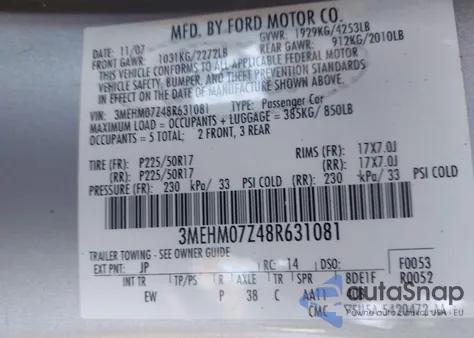 MFD. BY FORD MOTOR CO.
DATE: 11/07 GVWR: 1929KG/4253LB
FRONT GAWR: 1031KG/2272LB REAR GAWR: 912KG/2010LB
THIS VEHICLE CONFORMS TO ALL APPLICABLE FEDERAL MOTOR
VEHICLE SAFETY, BUMPER, AND THEFT PREVENTION STANDARDS
IN EFFECT ON THE DATE OF MANUFACTURE SHOWN ABOVE.
VIN: 3MEHM07Z48R631081 TYPE: Passenger Car
MAXIMUM LOAD = OCCUPANTS + LUGGAGE = 385KG/ 850LB
OCCUPANTS = 5 TOTAL; 2 FRONT, 3 REAR
TIRE (FR): P225/50R17 RIMS (FR): 17X7.0J
(RR): P225/50R17 (RR): 17X7.0J
PRESSURE (FR): 230 kPa/ 33 PSI COLD (RR): 230 kPa/ 33 PSI COLD
3MEHM07Z48R631081
TRAILER TOWING - SEE OWNER GUIDE
EXT PNT: JP RC: 14 DSO: F0053
INT TR TP/PS R AXLE TR SPR 8DE1F R0052
EW P 38 C AA11
autoSnap
COPART USA | EU
CMC